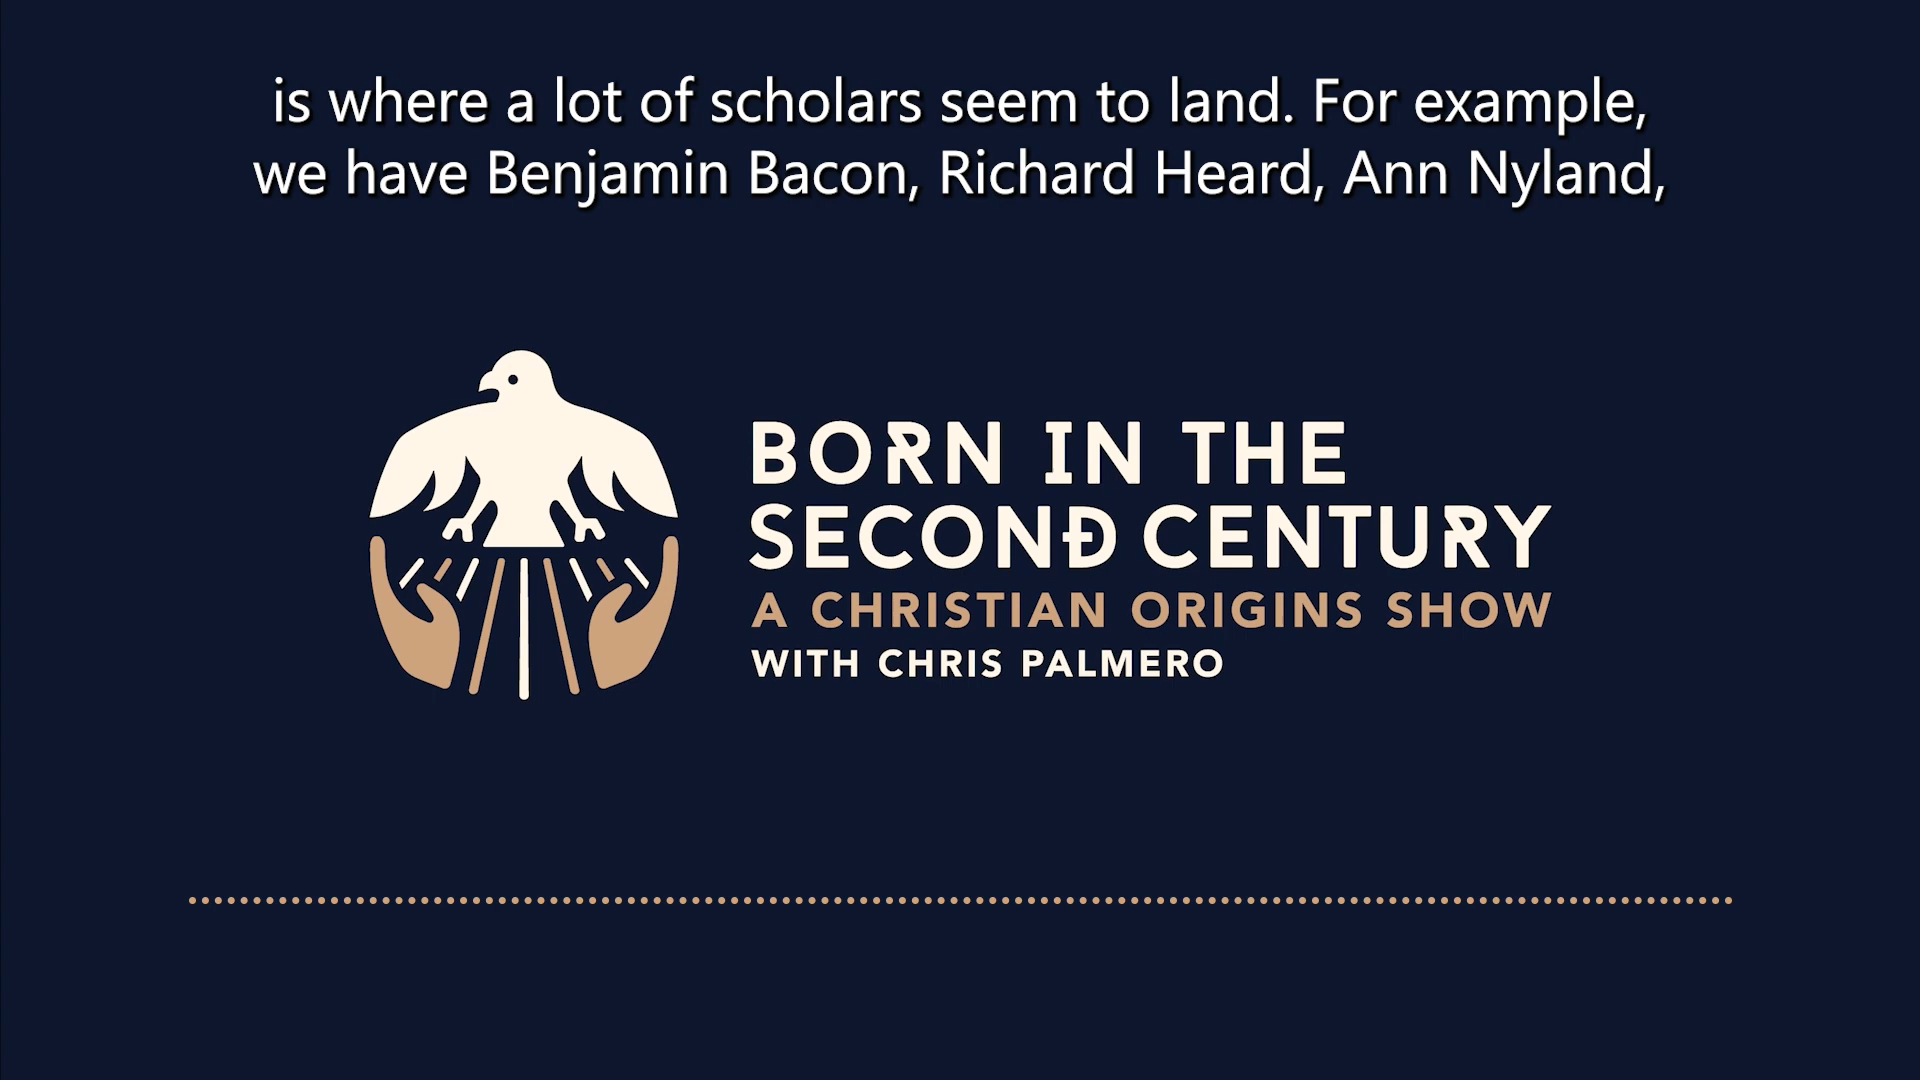 is where a lot of scholars seem to land. For example,
we have Benjamin Bacon, Richard Heard, Ann Nyland,
BORN IN THE
SECOND CENTURY
A CHRISTIAN ORIGINS SHOW
WITH CHRIS PALMERO